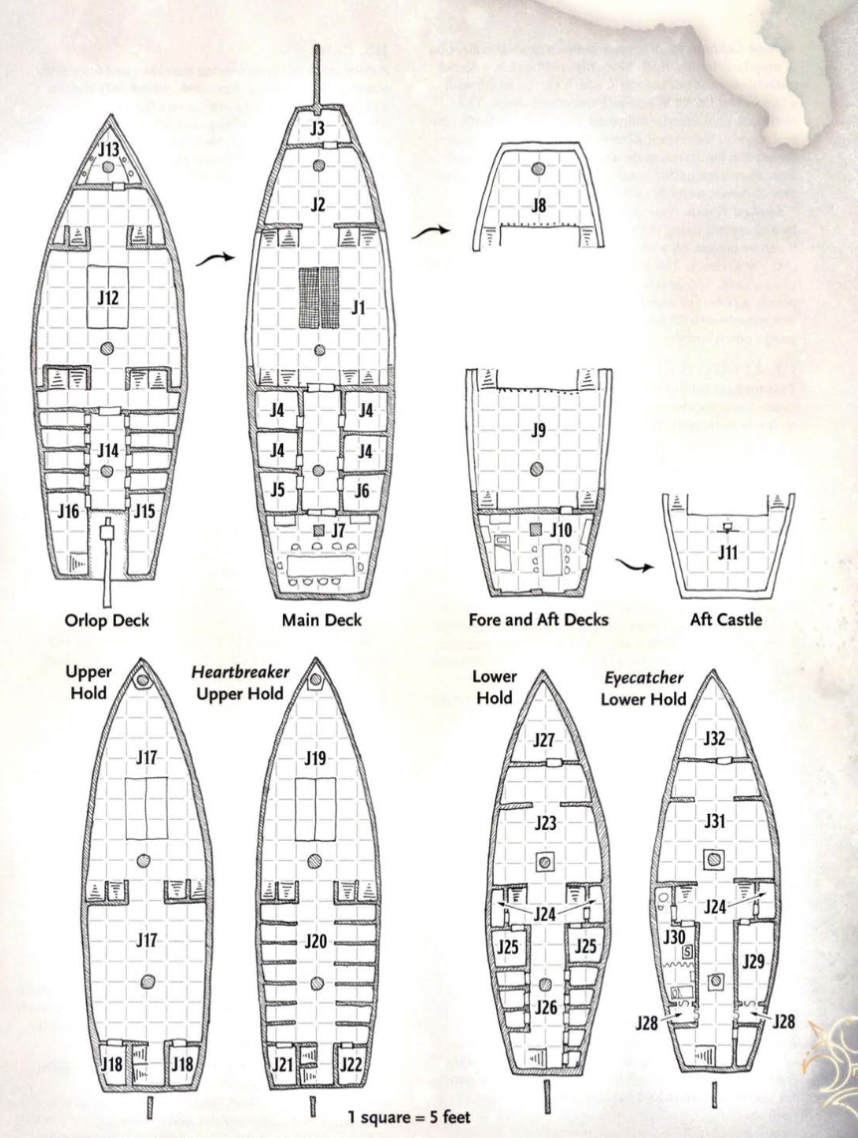 J13
J3
J2
J8
J12
J1
J4
J4
J9
J14
J4
J4
J16
J15
J5
J6
J7
J10
J11
Orlop Deck
Main Deck
Fore and Aft Decks
Aft Castle
Upper
Hold
Heartbreaker
Upper Hold
Lower
Hold
Eyecatcher
Lower Hold
J17
J19
J27
J32
J23
J31
J17
J20
J24
J24
J25
J25
J30
S
J29
J26
J28
S
S
J28
J18
J18
J21
J22
1 square = 5 feet